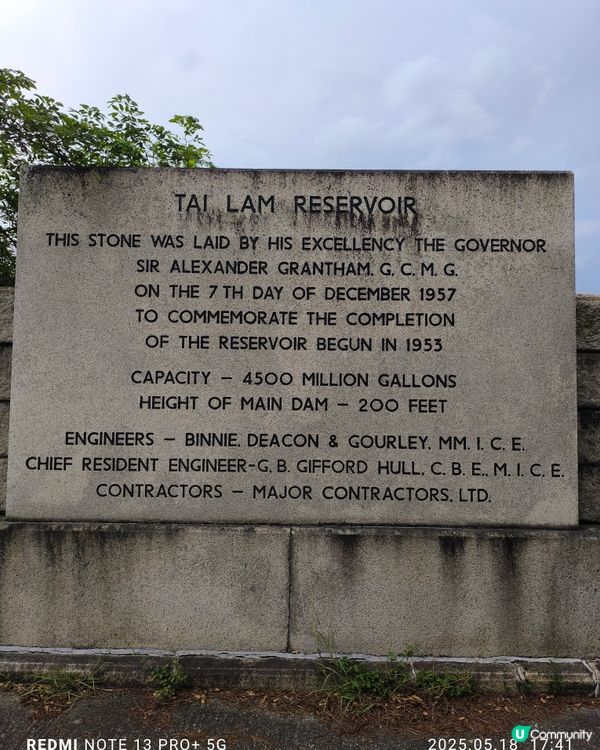 TAI LAM RESERVOIR
THIS STONE WAS LAID BY HIS EXCELLENCY THE GOVERNOR
SIR ALEXANDER GRANTHAM, G. C. M. G.
ON THE 7TH DAY OF DECEMBER 1957
TO COMMEMORATE THE COMPLETION
OF THE RESERVOIR BEGUN IN 1953
CAPACITY — 4500 MILLION GALLONS
HEIGHT OF MAIN DAM — 200 FEET
ENGINEERS — BINNIE, DEACON & GOURLEY. MM. I. C. E.
CHIEF RESIDENT ENGINEER-G. B. GIFFORD HULL, C. B. E., M. I. C. E.
CONTRACTORS — MAJOR CONTRACTORS, LTD.
REDMI NOTE 13 PRO+ 5G
2025.05.18 17:41
U Community